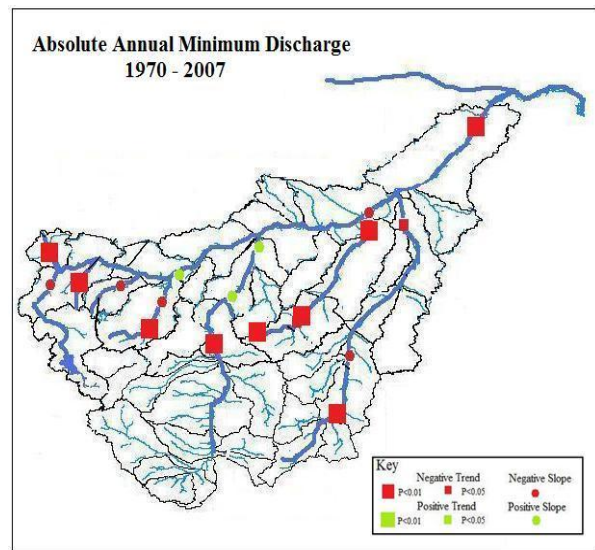 Absolute Annual Minimum Discharge
1970 - 2007
Key
Negative Trend Negative Slope
P<0.01 P<0.05
Positive Trend Positive Slope
P<0.01 P<0.05